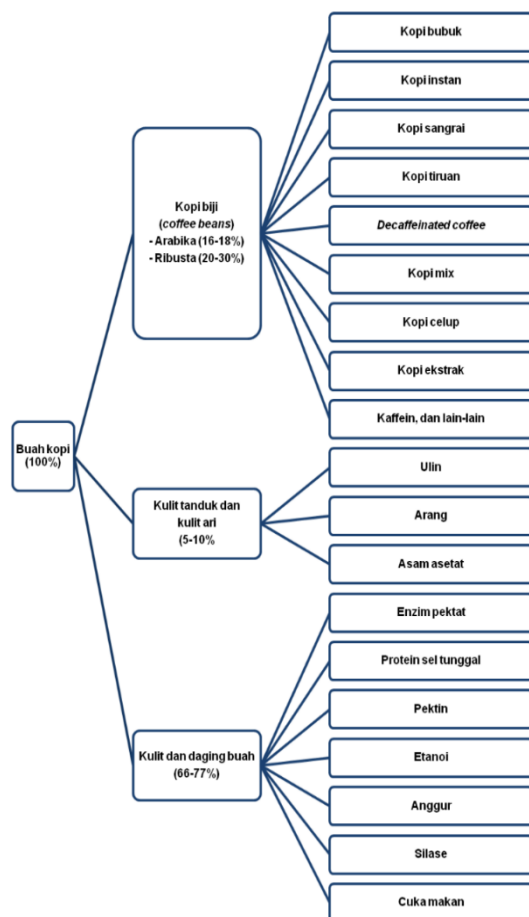 Buah kopi
(100%)
Kopi biji
(coffee beans)
- Arabika (16-18%)
- Ribusta (20-30%)
Kopi bubuk
Kopi instan
Kopi sangrai
Kopi tiruan
Decaffeinated coffee
Kopi mix
Kopi celup
Kopi ekstrak
Kaffein, dan lain-lain
Kulit tanduk dan
kulit ari
(5-10%
Ulin
Arang
Asam asetat
Kulit dan daging buah
(66-77%)
Enzim pektat
Protein sel tunggal
Pektin
Etanoi
Anggur
Silase
Cuka makan